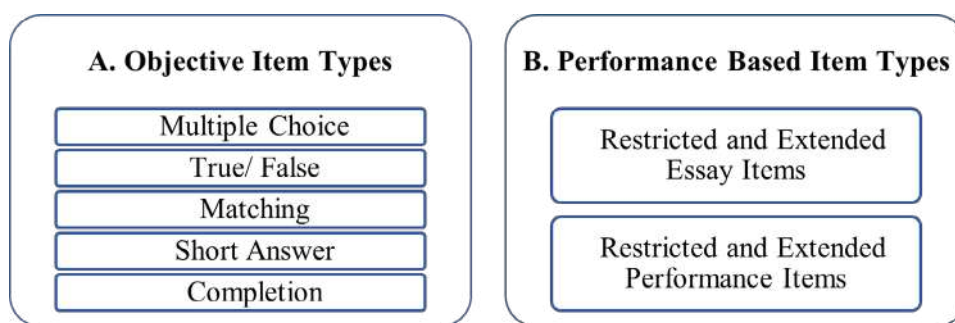 A. Objective Item Types
Multiple Choice
True/ False
Matching
Short Answer
Completion
B. Performance Based Item Types
Restricted and Extended
Essay Items
Restricted and Extended
Performance Items